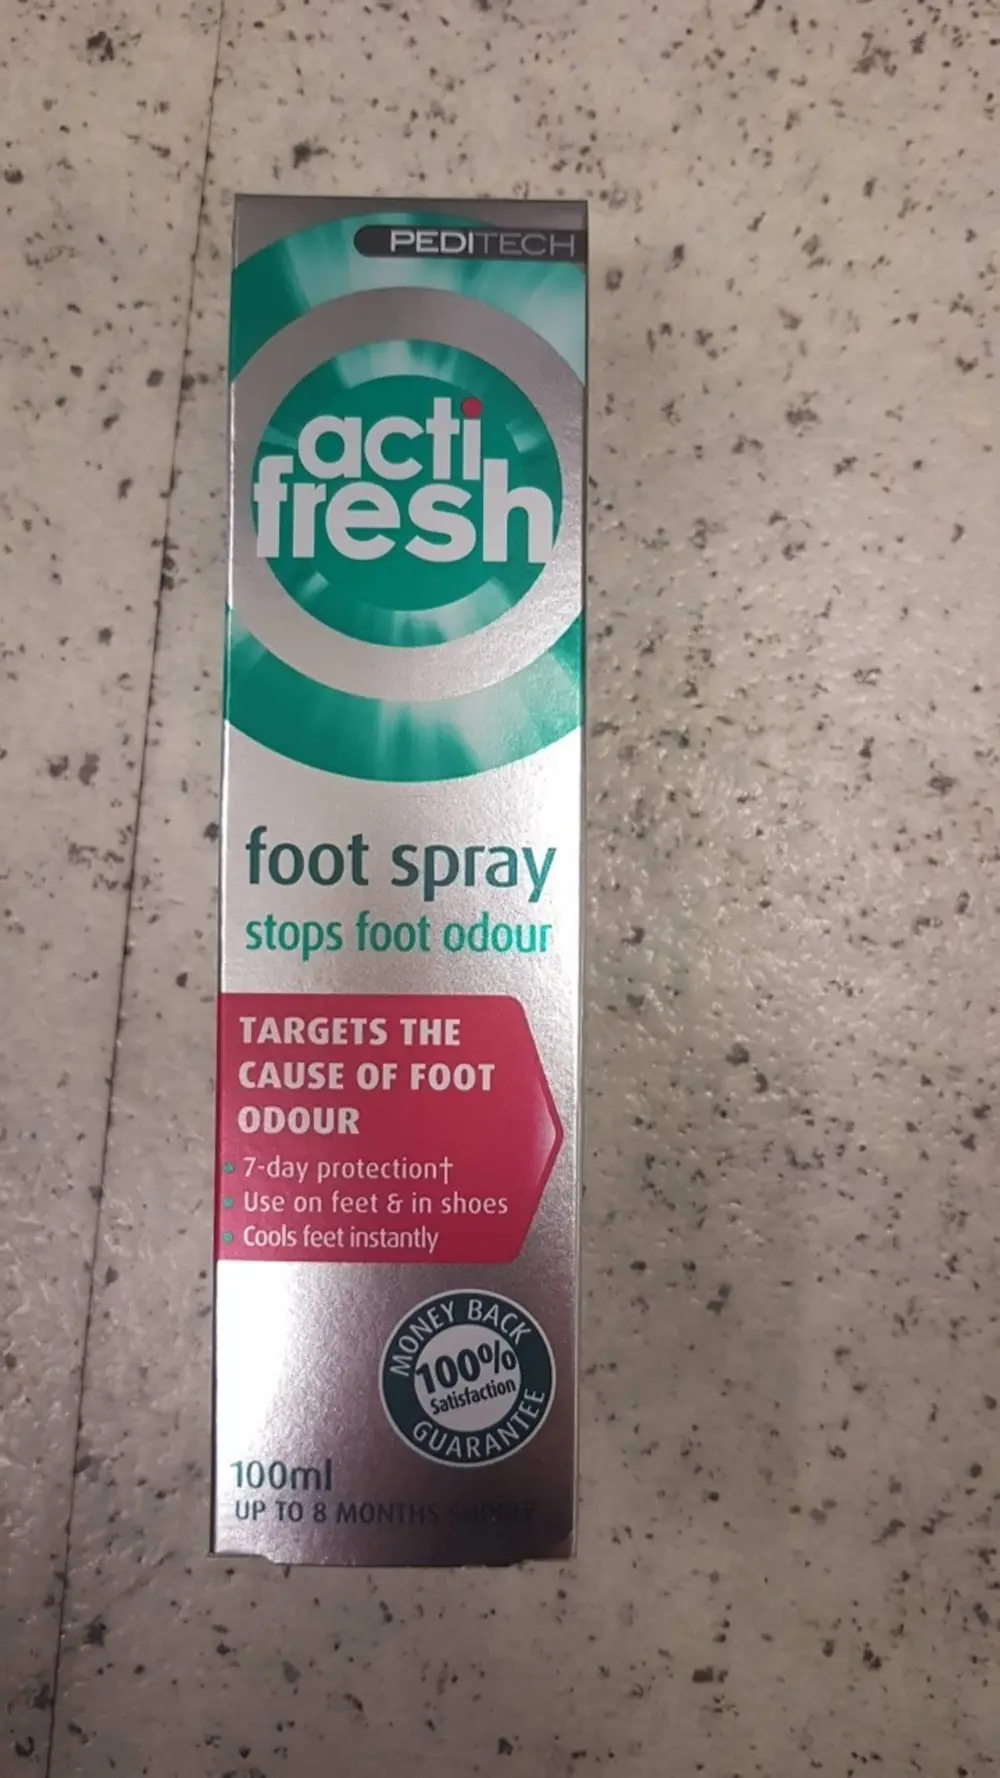 PEDITECH
acti
fresh
foot spray
stops foot odour
TARGETS THE
CAUSE OF FOOT
ODOUR
• 7-day protection†
• Use on feet & in shoes
• Cools feet instantly
MONEY BACK
100%
Satisfaction
GUARANTEE
100ml
UP TO 8 MONTHS SUPPLY